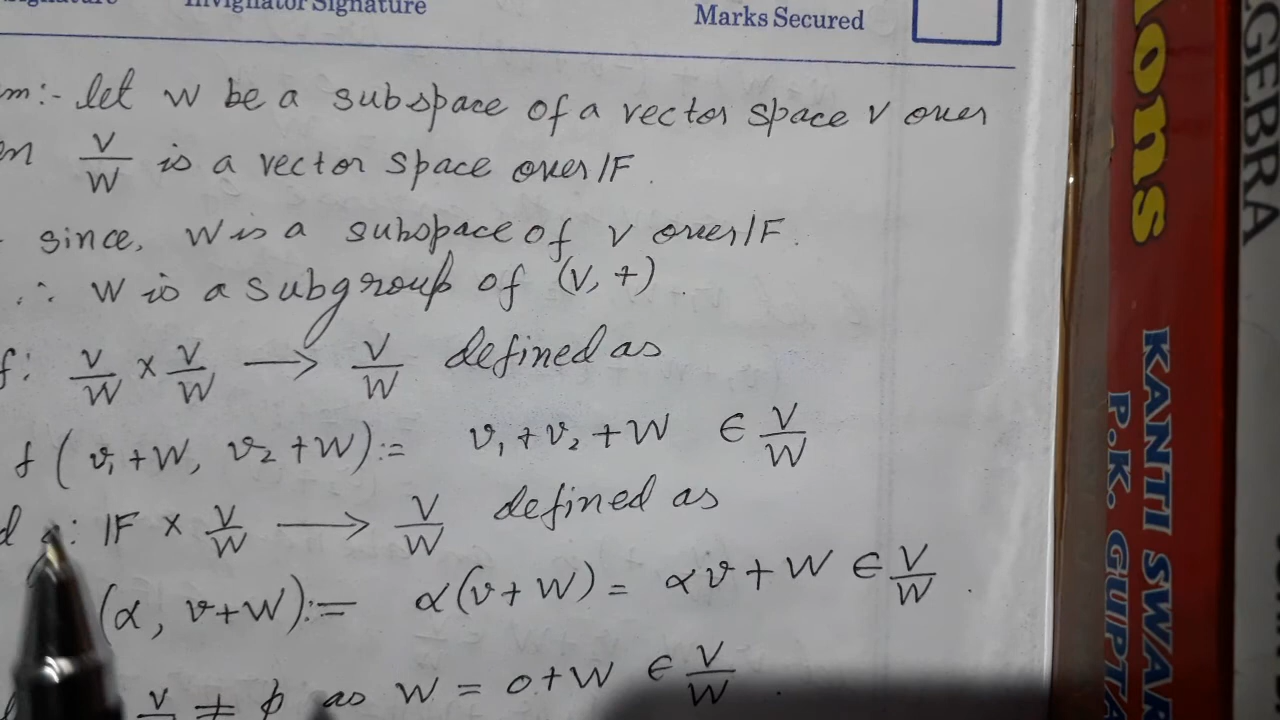 Invigilator Signature
Marks Secured
m:- let W be a subspace of a vector space V over
en V/W is a vector space over IF.
since, W is a subspace of V over IF.
∴ W is a subgroup of (V, +).
f: V/W × V/W → V/W defined as
f(v₁+W, v₂+W):= v₁+v₂+W ∈ V/W
d g: IF × V/W → V/W defined as
(α, v+W):= α(v+W) = αv+W ∈ V/W.
V/W ≠ ϕ as W = 0+W ∈ V/W.
ions
KANTI SWAR
P.K. GUPTA
GEBRA